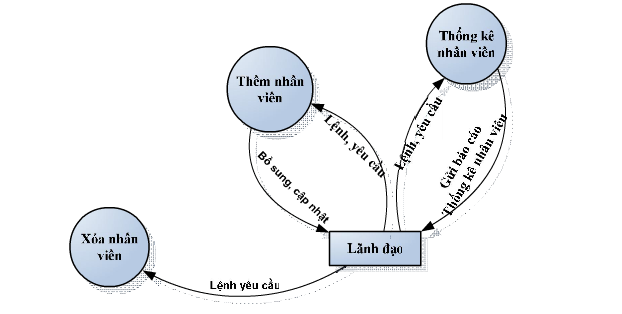 Thống kê
nhân viên
Thêm nhân
viên
Lệnh, yêu cầu
Lệnh, yêu cầu
Gửi báo cáo
Thống kê nhân viên
Bổ sung, cập nhật
Xóa nhân
viên
Lãnh đạo
Lệnh yêu cầu